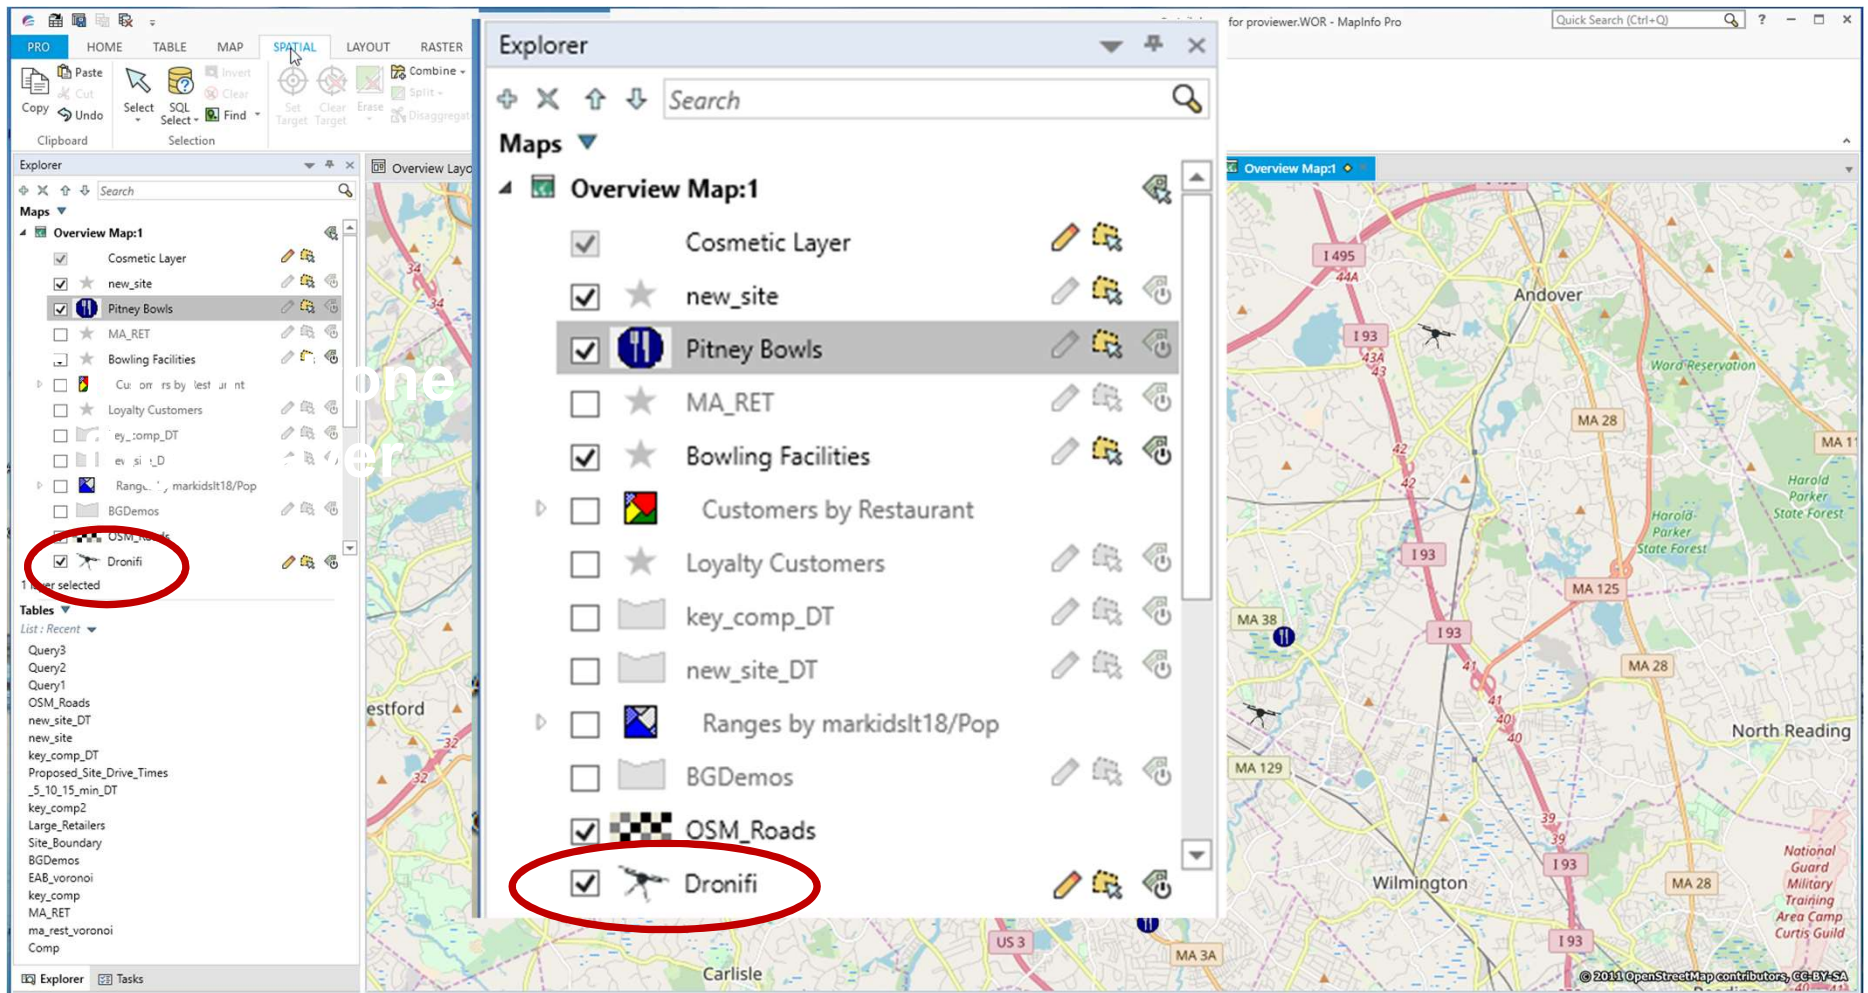 for proviewer.WOR - MapInfo Pro
Quick Search (Ctrl+Q)
PRO HOME TABLE MAP SPATIAL LAYOUT RASTER
Copy
Paste
Cut
Undo
Clipboard
Select
SQL Select
Invert
Clear
Find
Selection
Set Target
Clear Target
Erase
Combine
Split
Disaggregat
Explorer
Search
Maps
Overview Map:1
Cosmetic Layer
new_site
Pitney Bowls
MA_RET
Bowling Facilities
Loyalty Customers
BGDemos
OSM_Roads
Dronifi
selected
Tables
List : Recent
Query3
Query2
Query1
OSM_Roads
new_site_DT
new_site
key_comp_DT
Proposed_Site_Drive_Times
_5_10_15_min_DT
key_comp2
Large_Retailers
Site_Boundary
BGDemos
EAB_voronoi
key_comp
MA_RET
ma_rest_voronoi
Comp
Explorer Tasks
Overview Layo
Explorer
Search
Maps
Overview Map:1
Cosmetic Layer
new_site
Pitney Bowls
MA_RET
Bowling Facilities
Customers by Restaurant
Loyalty Customers
key_comp_DT
new_site_DT
Ranges by markidslt18/Pop
BGDemos
OSM_Roads
Dronifi
Overview Map:1
I 495
44A
Andover
I 93
43A
43
Ward Reservation
MA 28
MA 1
42
42
Harold Parker State Forest
Harold Parker State Forest
I 93
MA 125
MA 38
I 93
41
MA 28
41
40
40
North Reading
MA 129
39
39
I 93
National Guard Military Training Area Camp Curtis Guild
Wilmington
MA 28
I 93
34
34
estford
32
32
US 3
MA 3A
Carlisle
© 2011 OpenStreetMap contributors, CC-BY-SA